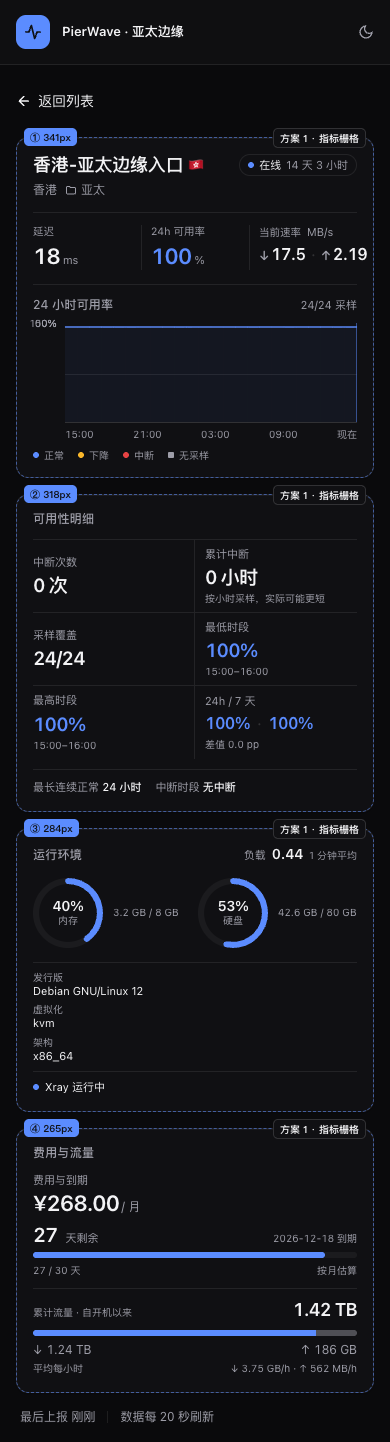 PierWave · 亚太边缘
返回列表
① 341px
方案 1 · 指标栅格
香港-亚太边缘入口 🇭🇰
在线 14 天 3 小时
香港 亚太
延迟
18 ms
24h 可用率
100 %
当前速率 MB/s
↓17.5 · ↑2.19
24 小时可用率
24/24 采样
15:00 21:00 03:00 09:00 现在
正常 下降 中断 无采样
② 318px
方案 1 · 指标栅格
可用性明细
中断次数
0 次
累计中断
0 小时
按小时采样，实际可能更短
采样覆盖
24/24
最低时段
100%
15:00–16:00
最高时段
100%
15:00–16:00
24h / 7 天
100% · 100%
差值 0.0 pp
最长连续正常 24 小时 中断时段 无中断
③ 284px
方案 1 · 指标栅格
运行环境
负载 0.44 1 分钟平均
40%
内存
3.2 GB / 8 GB
53%
硬盘
42.6 GB / 80 GB
发行版
Debian GNU/Linux 12
虚拟化
kvm
架构
x86_64
Xray 运行中
④ 265px
方案 1 · 指标栅格
费用与流量
费用与到期
¥268.00 / 月
27 天剩余
2026-12-18 到期
27 / 30 天
按月估算
累计流量 · 自开机以来
1.42 TB
↓ 1.24 TB
↑ 186 GB
平均每小时
↓ 3.75 GB/h · ↑ 562 MB/h
最后上报 刚刚 数据每 20 秒刷新